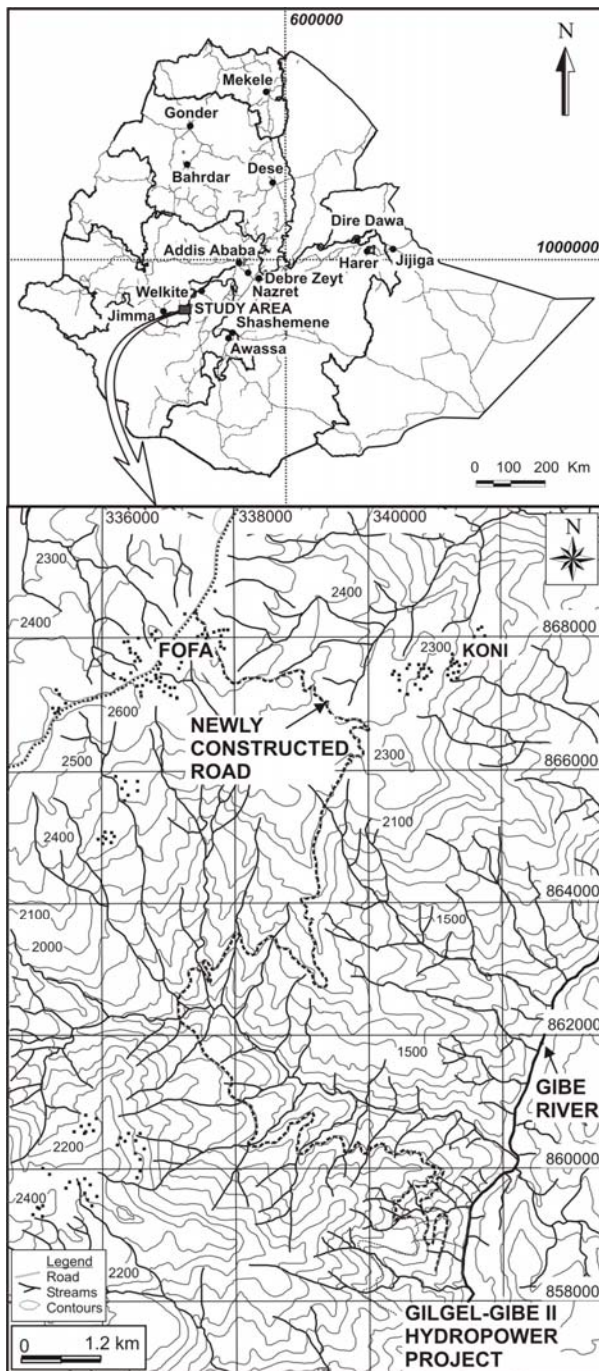 600000
N
Mekele
Gonder
Bahrdar
Dese
Dire Dawa
Addis Ababa
1000000
Harer
Jijiga
Debre Zeyt
Welkite
Nazret
STUDY AREA
Jimma
Shashemene
Awassa
0 100 200 Km
336000
338000
340000
N
2300
2400
2400
868000
FOFA
2300
KONI
2600
NEWLY
CONSTRUCTED
ROAD
2300
2500
866000
2400
2100
864000
2100
1500
2000
862000
1500
GIBE
RIVER
2200
860000
2400
Legend
Road
Streams
Contours
2200
858000
0 1.2 km
GILGEL-GIBE II
HYDROPOWER
PROJECT